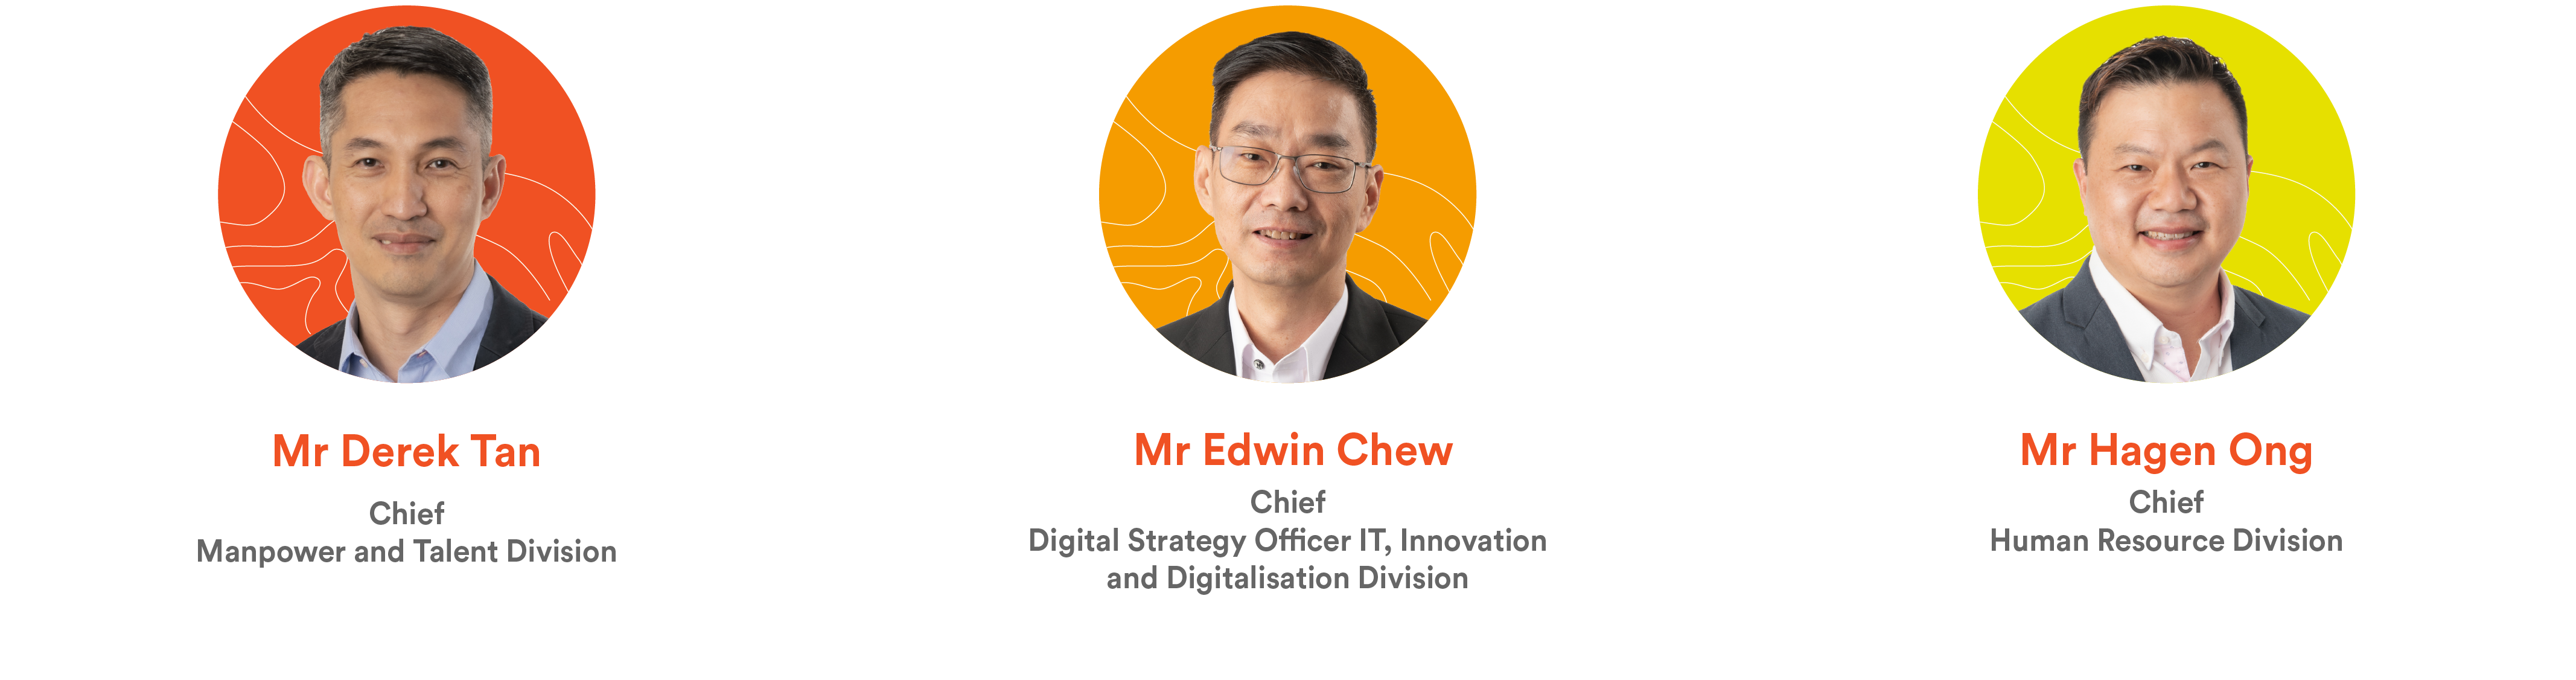 Mr Derek Tan
Chief
Manpower and Talent Division
Mr Edwin Chew
Chief
Digital Strategy Officer IT, Innovation
and Digitalisation Division
Mr Hagen Ong
Chief
Human Resource Division